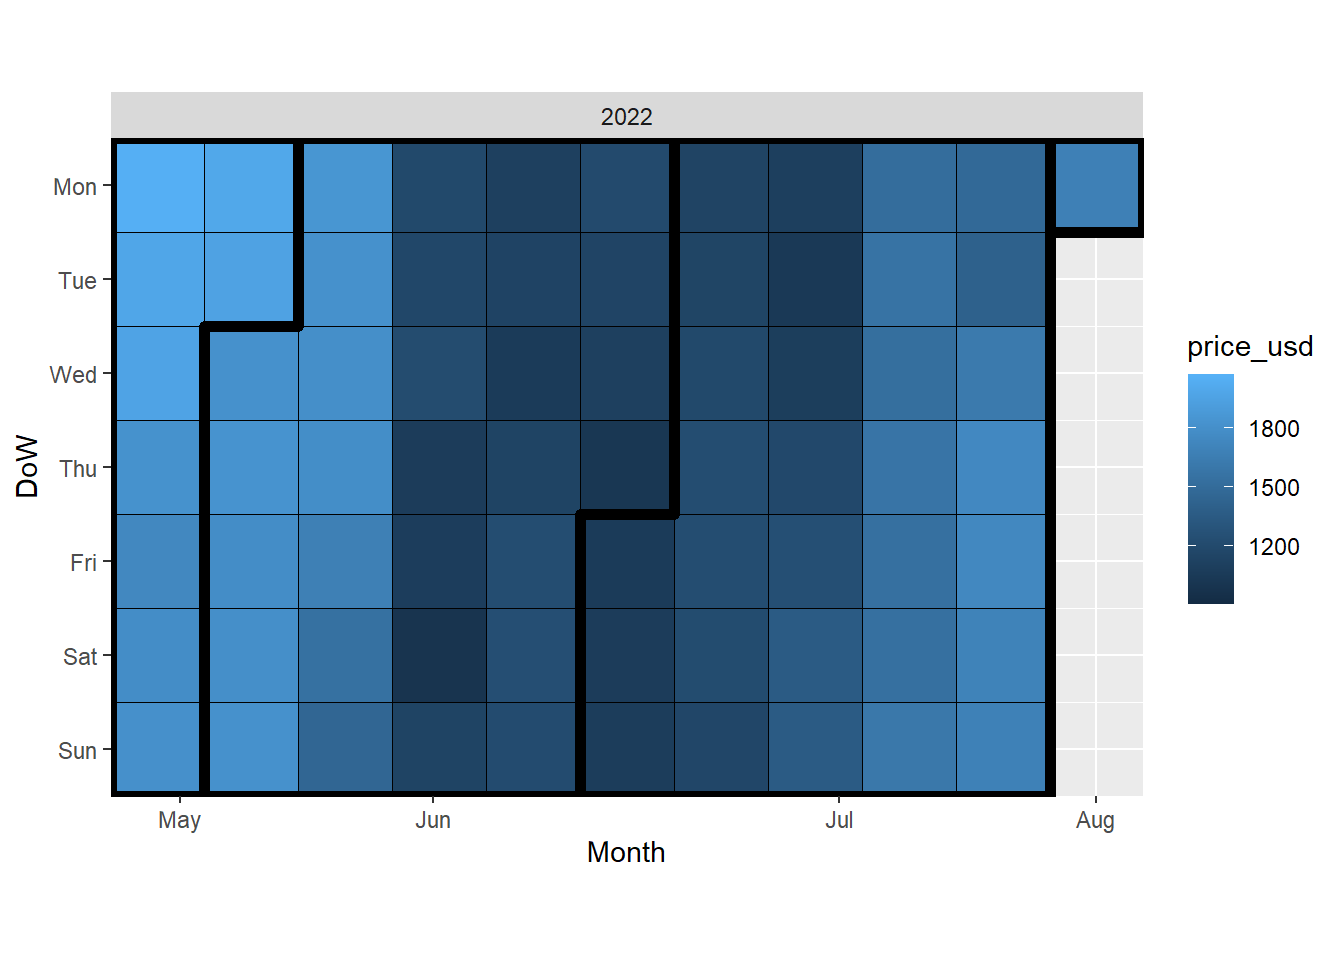 2022
Mon
Tue
Wed
Thu
Fri
Sat
Sun
DoW
May Jun Jul Aug
Month
price_usd
1800
1500
1200